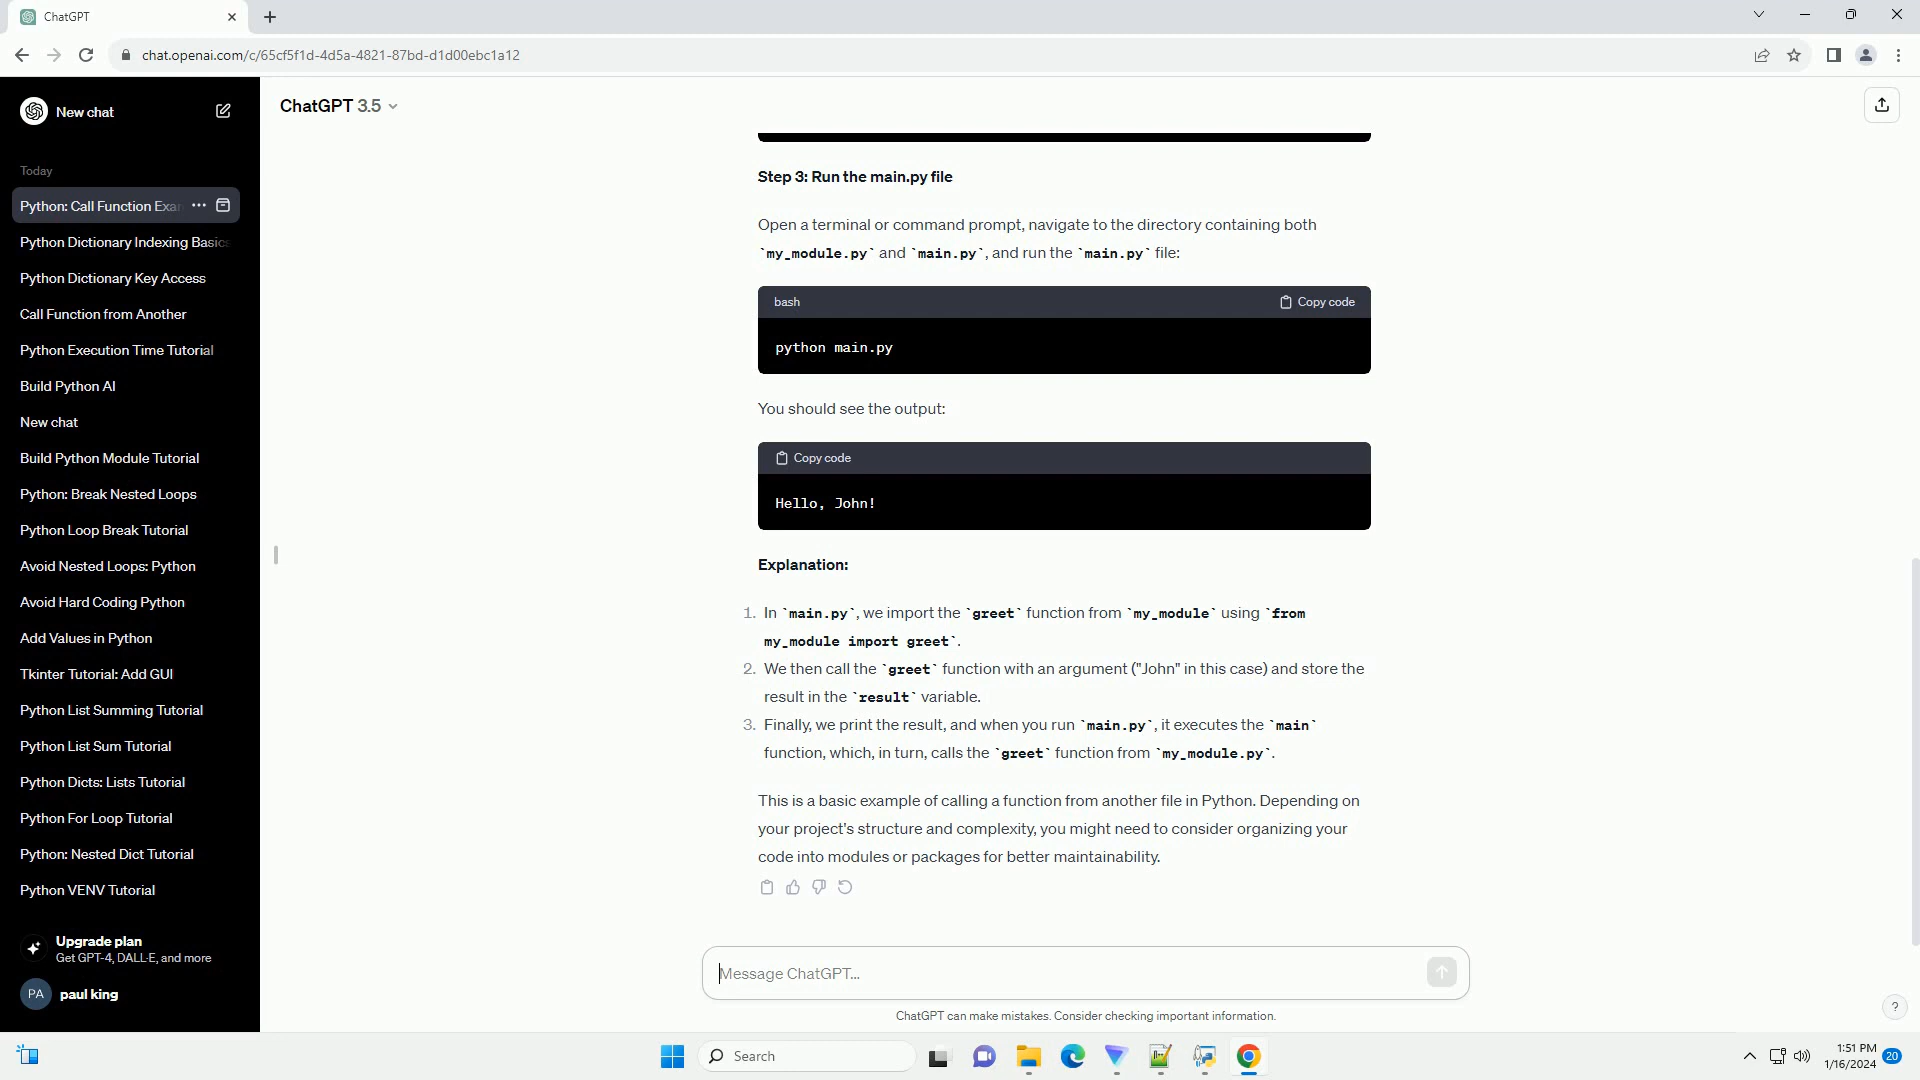 ChatGPT
chat.openai.com/c/65cf5f1d-4d5a-4821-87bd-d1d00ebc1a12
New chat
Today
Python: Call Function Exa
Python Dictionary Indexing Basics
Python Dictionary Key Access
Call Function from Another
Python Execution Time Tutorial
Build Python AI
New chat
Build Python Module Tutorial
Python: Break Nested Loops
Python Loop Break Tutorial
Avoid Nested Loops: Python
Avoid Hard Coding Python
Add Values in Python
Tkinter Tutorial: Add GUI
Python List Summing Tutorial
Python List Sum Tutorial
Python Dicts: Lists Tutorial
Python For Loop Tutorial
Python: Nested Dict Tutorial
Python VENV Tutorial
Upgrade plan
Get GPT-4, DALL·E, and more
PA paul king
ChatGPT 3.5
Step 3: Run the main.py file
Open a terminal or command prompt, navigate to the directory containing both
`my_module.py` and `main.py`, and run the `main.py` file:
bash Copy code
python main.py
You should see the output:
Copy code
Hello, John!
Explanation:
1. In `main.py`, we import the `greet` function from `my_module` using `from
my_module import greet`.
2. We then call the `greet` function with an argument ("John" in this case) and store the
result in the `result` variable.
3. Finally, we print the result, and when you run `main.py`, it executes the `main`
function, which, in turn, calls the `greet` function from `my_module.py`.
This is a basic example of calling a function from another file in Python. Depending on
your project's structure and complexity, you might need to consider organizing your
code into modules or packages for better maintainability.
Message ChatGPT...
ChatGPT can make mistakes. Consider checking important information.
?
Search
1:51 PM
1/16/2024
20